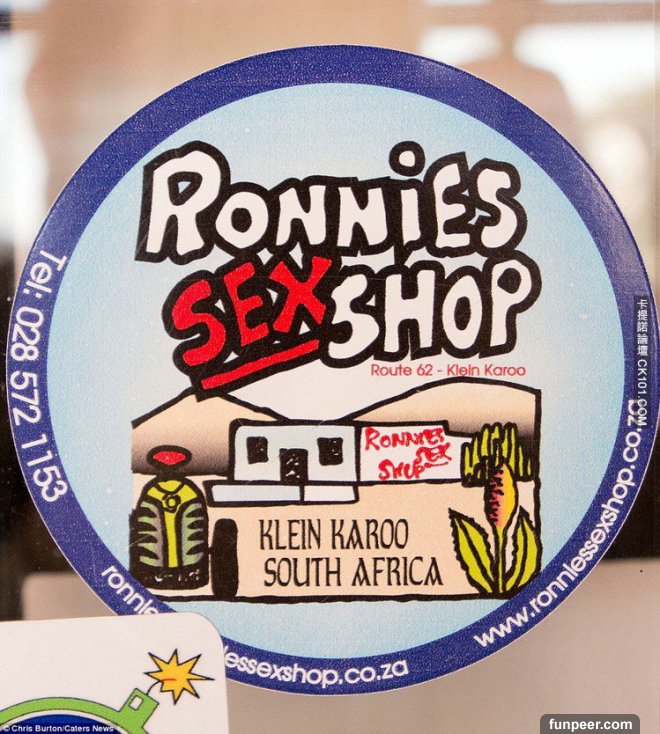 RONNiES
SEX SHOP
Route 62 - Klein Karoo
RONNIES
SEX
SHOP
KLEIN KAROO
SOUTH AFRICA
Tel: 028 572 1153
essexshop.co.za
www.ronniessexshop.co.za
卡提諾論壇 CK101.COM
© Chris Burton/Caters News
funpeer.com